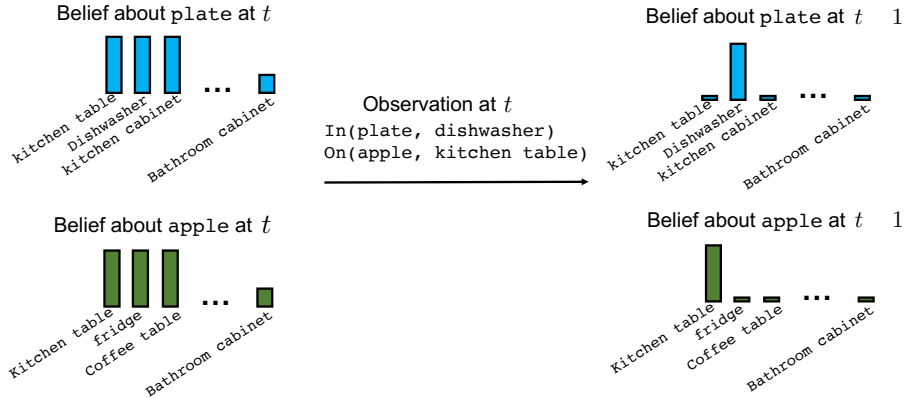 Belief about plate at t
kitchen table
Dishwasher
kitchen cabinet
...
Bathroom cabinet
Observation at t
In(plate, dishwasher)
On(apple, kitchen table)
Belief about plate at t 1
kitchen table
Dishwasher
kitchen cabinet
...
Bathroom cabinet
Belief about apple at t
Kitchen table
fridge
Coffee table
...
Bathroom cabinet
Belief about apple at t 1
Kitchen table
fridge
Coffee table
...
Bathroom cabinet